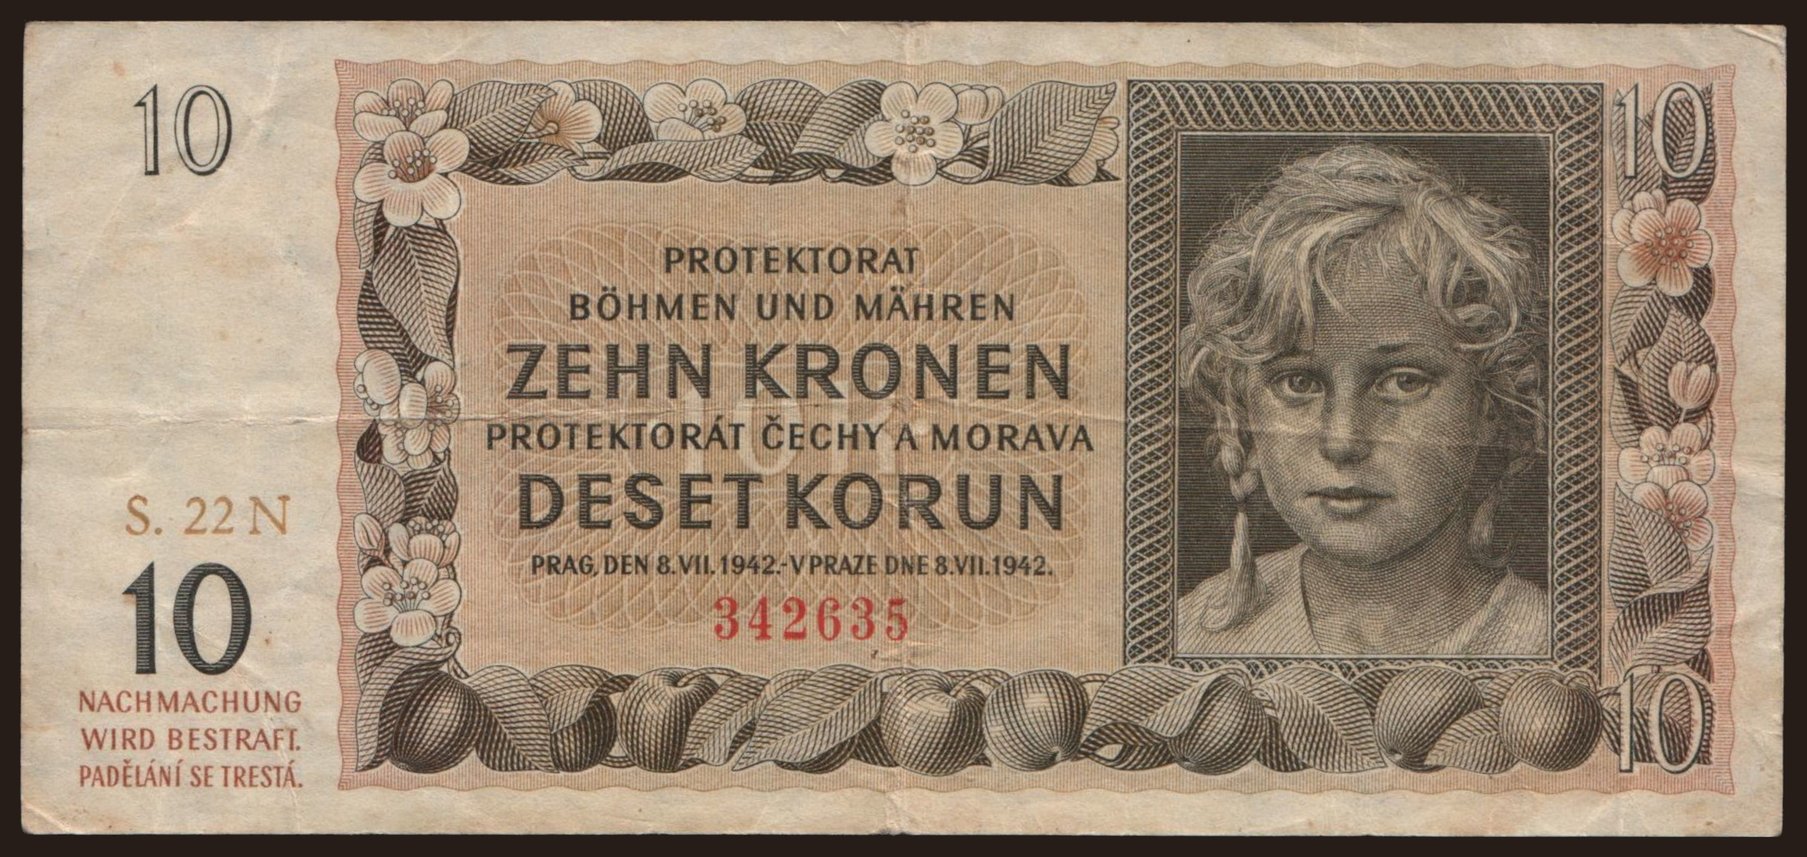 10
10
PROTEKTORAT
BÖHMEN UND MÄHREN
ZEHN KRONEN
PROTEKTORÁT ČECHY A MORAVA
DESET KORUN
PRAG, DEN 8.VII.1942.-V PRAZE DNE 8.VII.1942.
342635
S. 22 N
10
NACHMACHUNG
WIRD BESTRAFT.
PADĚLÁNÍ SE TRESTÁ.
10